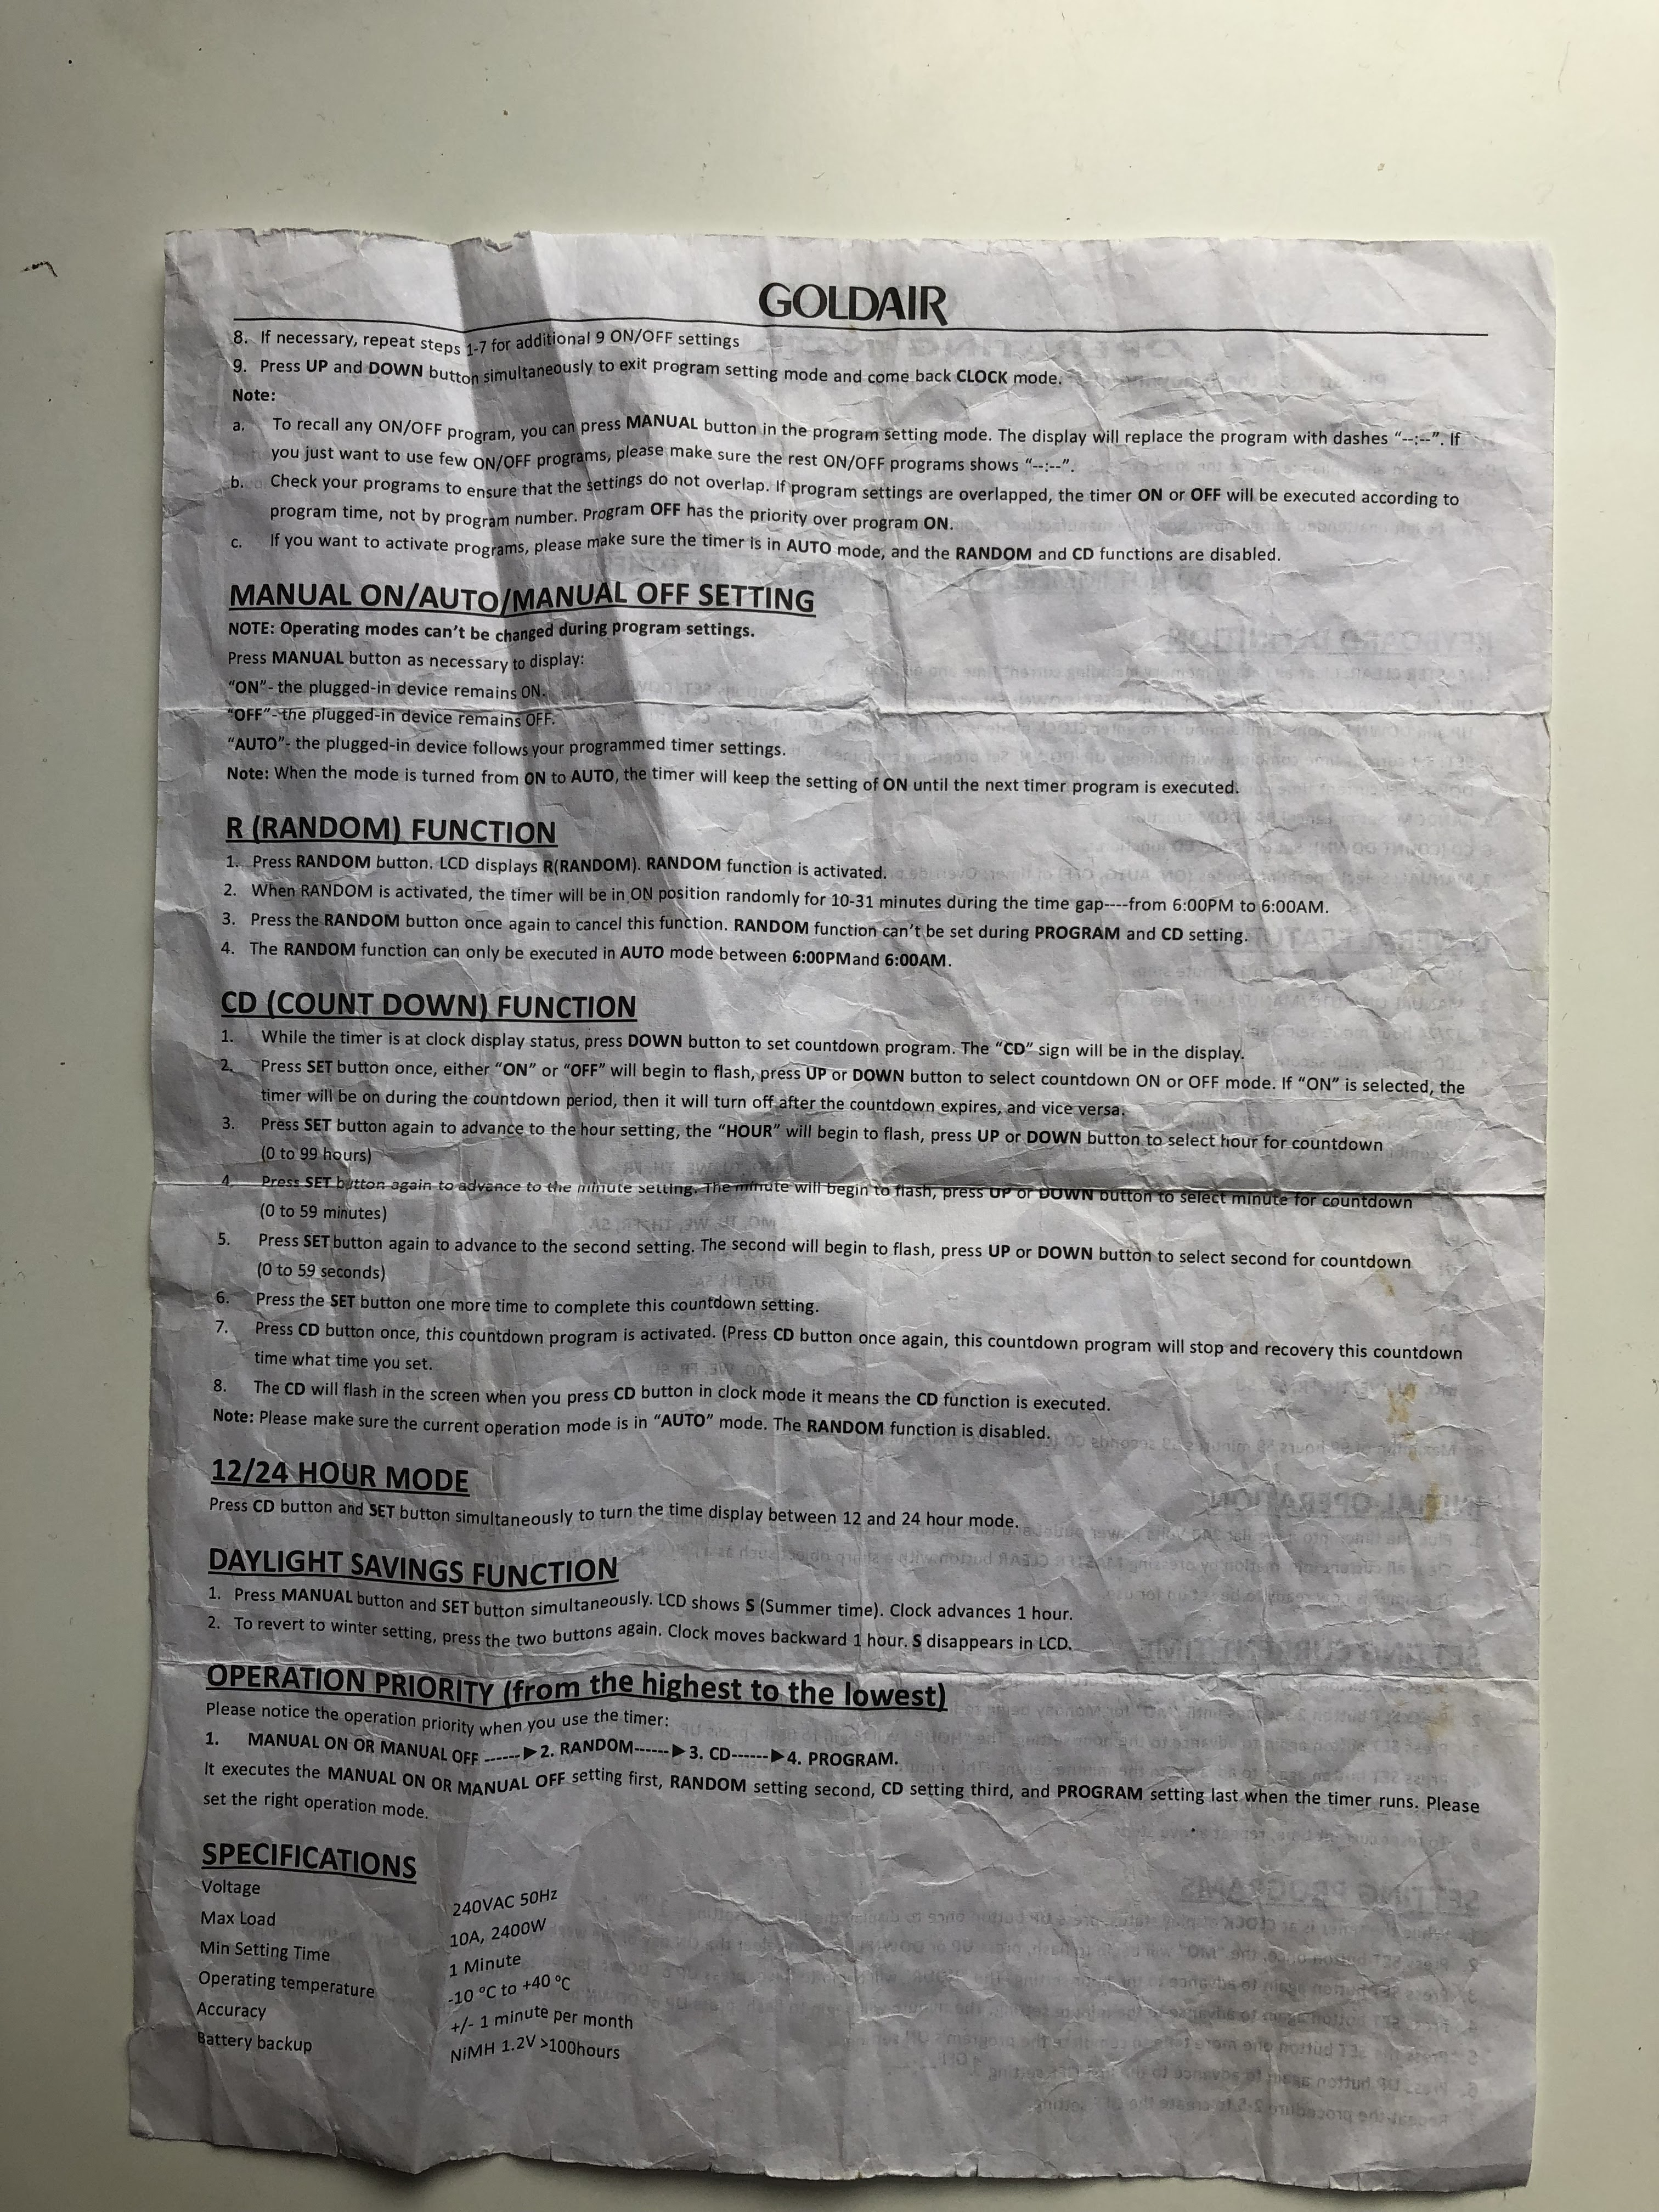 GOLDAIR
8. If necessary, repeat steps 1-7 for additional 9 ON/OFF settings
9. Press UP and DOWN button simultaneously to exit program setting mode and come back CLOCK mode.
Note:
a. To recall any ON/OFF program, you can press MANUAL button in the program setting mode. The display will replace the program with dashes “--:--”. If
you just want to use few ON/OFF programs, please make sure the rest ON/OFF programs shows “--:--”.
b. Check your programs to ensure that the settings do not overlap. If program settings are overlapped, the timer ON or OFF will be executed according to
program time, not by program number. Program OFF has the priority over program ON.
c. If you want to activate programs, please make sure the timer is in AUTO mode, and the RANDOM and CD functions are disabled.
MANUAL ON/AUTO/MANUAL OFF SETTING
NOTE: Operating modes can’t be changed during program settings.
Press MANUAL button as necessary to display:
“ON”- the plugged-in device remains ON.
“OFF”- the plugged-in device remains OFF.
“AUTO”- the plugged-in device follows your programmed timer settings.
Note: When the mode is turned from ON to AUTO, the timer will keep the setting of ON until the next timer program is executed.
R (RANDOM) FUNCTION
1. Press RANDOM button. LCD displays R(RANDOM). RANDOM function is activated.
2. When RANDOM is activated, the timer will be in ON position randomly for 10-31 minutes during the time gap----from 6:00PM to 6:00AM.
3. Press the RANDOM button once again to cancel this function. RANDOM function can’t be set during PROGRAM and CD setting.
4. The RANDOM function can only be executed in AUTO mode between 6:00PMand 6:00AM.
CD (COUNT DOWN) FUNCTION
1. While the timer is at clock display status, press DOWN button to set countdown program. The “CD” sign will be in the display.
2. Press SET button once, either “ON” or “OFF” will begin to flash, press UP or DOWN button to select countdown ON or OFF mode. If “ON” is selected, the
timer will be on during the countdown period, then it will turn off after the countdown expires, and vice versa.
3. Press SET button again to advance to the hour setting, the “HOUR” will begin to flash, press UP or DOWN button to select hour for countdown
(0 to 99 hours)
4. Press SET button again to advance to the minute setting. The minute will begin to flash, press UP or DOWN button to select minute for countdown
(0 to 59 minutes)
5. Press SET button again to advance to the second setting. The second will begin to flash, press UP or DOWN button to select second for countdown
(0 to 59 seconds)
6. Press the SET button one more time to complete this countdown setting.
7. Press CD button once, this countdown program is activated. (Press CD button once again, this countdown program will stop and recovery this countdown
time what time you set.
8. The CD will flash in the screen when you press CD button in clock mode it means the CD function is executed.
Note: Please make sure the current operation mode is in “AUTO” mode. The RANDOM function is disabled.
12/24 HOUR MODE
Press CD button and SET button simultaneously to turn the time display between 12 and 24 hour mode.
DAYLIGHT SAVINGS FUNCTION
1. Press MANUAL button and SET button simultaneously. LCD shows S (Summer time). Clock advances 1 hour.
2. To revert to winter setting, press the two buttons again. Clock moves backward 1 hour. S disappears in LCD.
OPERATION PRIORITY (from the highest to the lowest)
Please notice the operation priority when you use the timer:
1. MANUAL ON OR MANUAL OFF ------►2. RANDOM------►3. CD------►4. PROGRAM.
It executes the MANUAL ON OR MANUAL OFF setting first, RANDOM setting second, CD setting third, and PROGRAM setting last when the timer runs. Please
set the right operation mode.
SPECIFICATIONS
Voltage 240VAC 50Hz
Max Load 10A, 2400W
Min Setting Time 1 Minute
Operating temperature -10 °C to +40 °C
Accuracy +/- 1 minute per month
Battery backup NiMH 1.2V >100hours